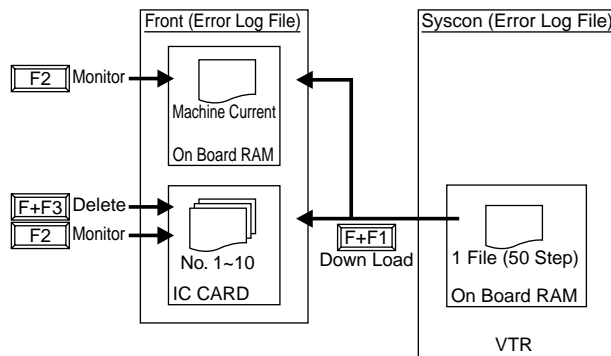 Front (Error Log File)
Syscon (Error Log File)
F2 Monitor
Machine Current
On Board RAM
F+F3 Delete
F2 Monitor
No. 1~10
IC CARD
F+F1
Down Load
1 File (50 Step)
On Board RAM
VTR